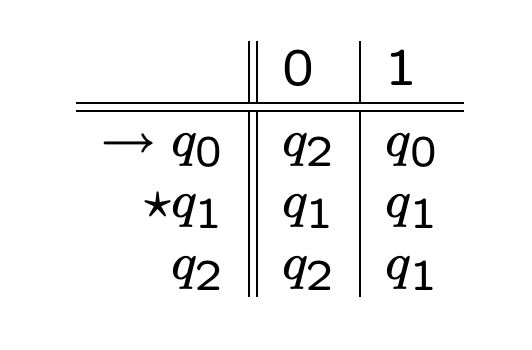 0 1
→ q₀ q₂ q₀
⋆q₁ q₁ q₁
q₂ q₂ q₁